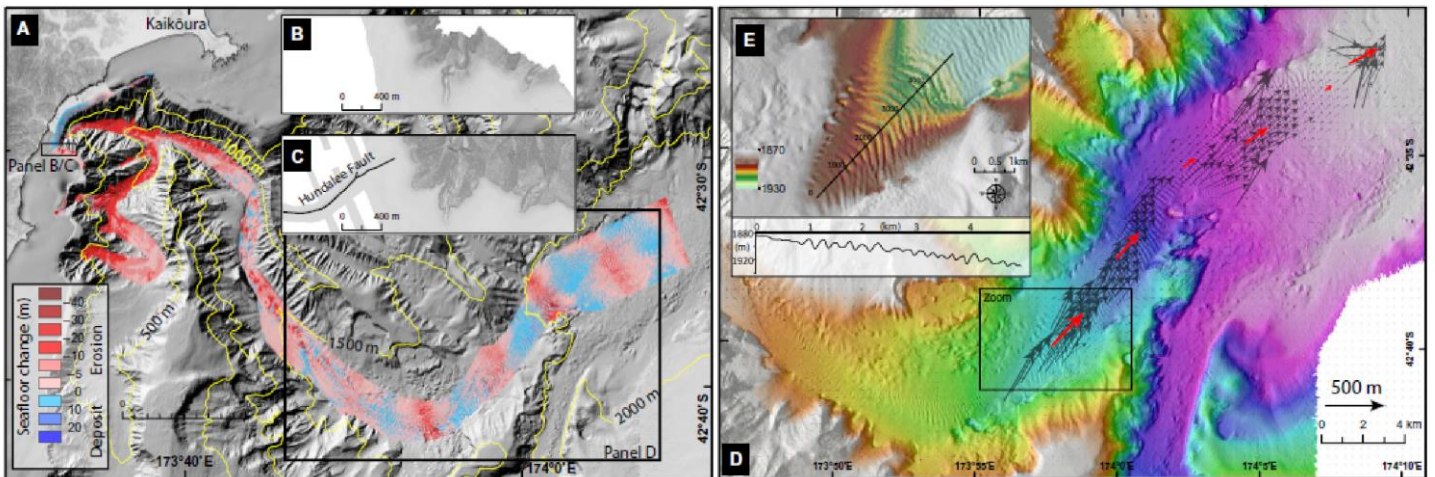 A
Kaikōura
Panel B/C
1000 m
500 m
1500 m
2000 m
Seafloor change (m)
-40
-30
-20
-10
-5
0
10
20
Erosion
Deposit
173°40'E
174°0'E
42°30'S
42°40'S
Panel D
B
0 400 m
C
Hundalee Fault
0 400 m
E
1870
1930
0
1000
0 0.5 1km
0 1 2 (km) 3 4
1880
(m)
1920
Zoom
D
173°50'E
173°55'E
174°0'E
174°5'E
174°10'E
42°35'S
42°40'S
500 m
0 2 4 km